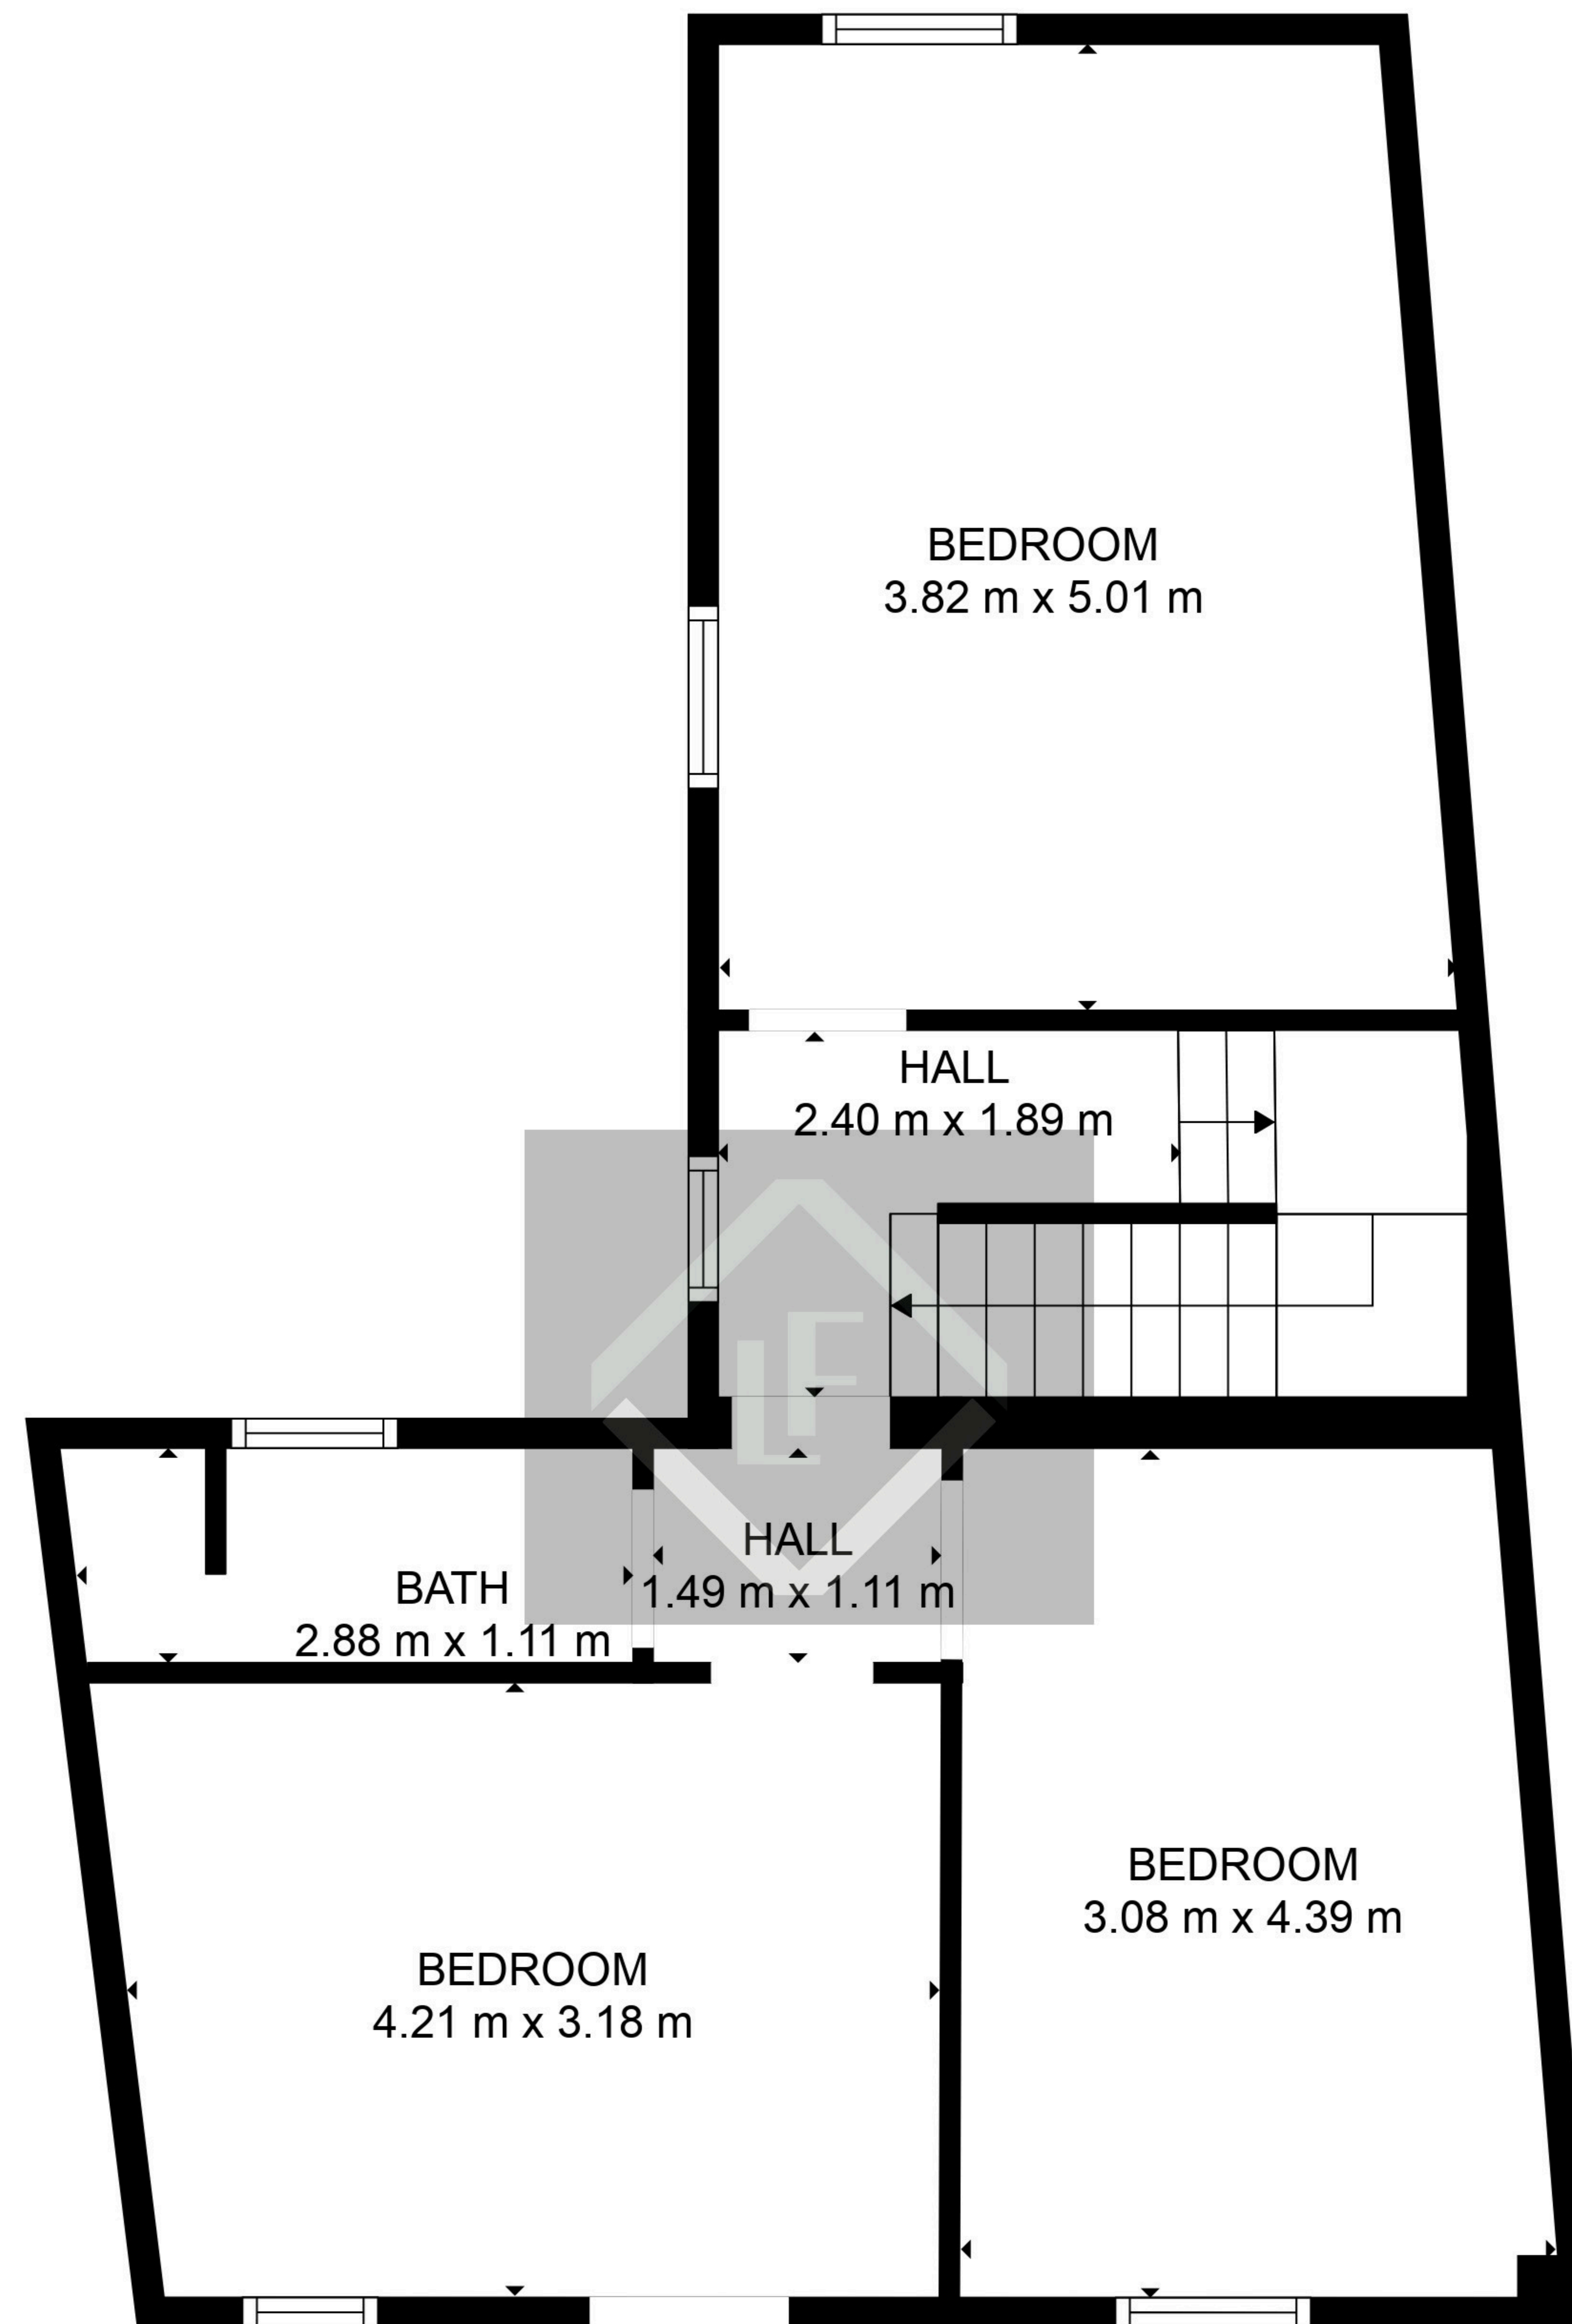 BEDROOM
3.82 m x 5.01 m
HALL
2.40 m x 1.89 m
LF
HALL
1.49 m x 1.11 m
BATH
2.88 m x 1.11 m
BEDROOM
3.08 m x 4.39 m
BEDROOM
4.21 m x 3.18 m